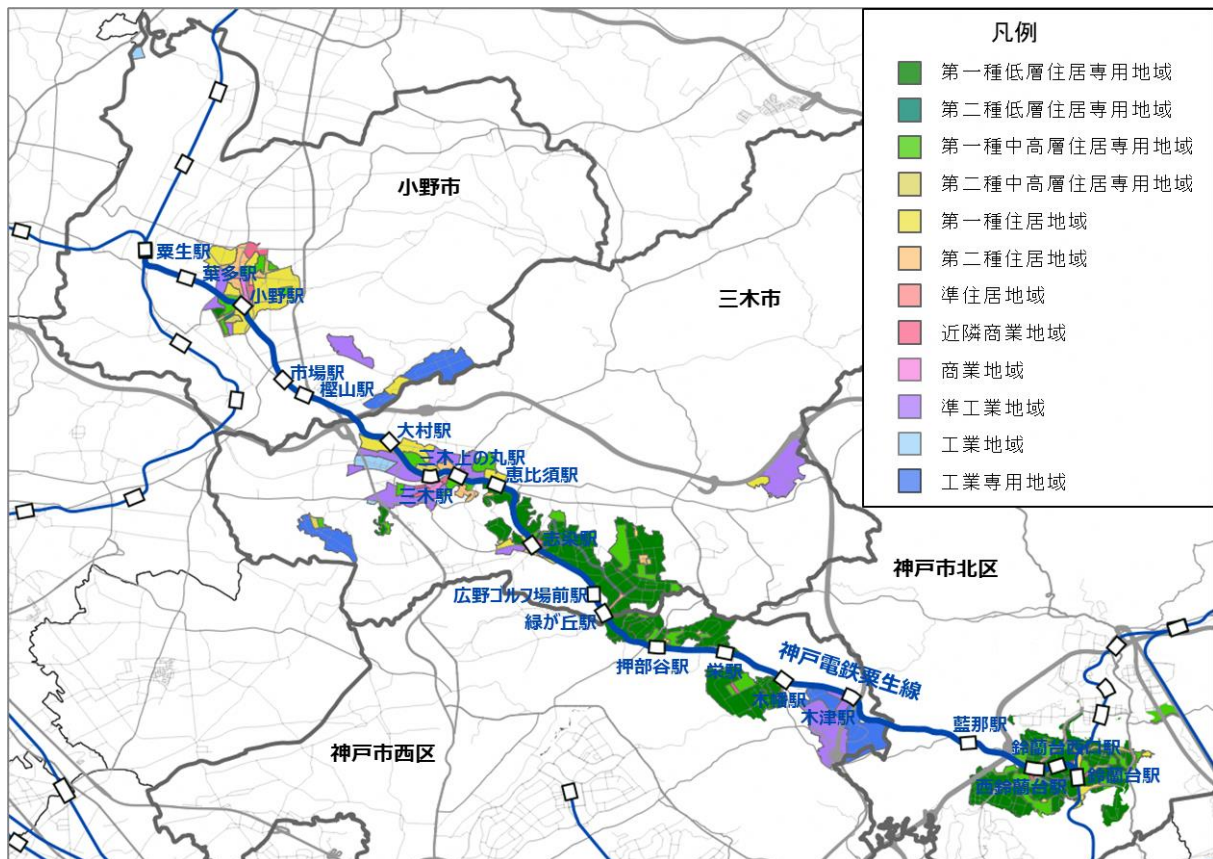 凡例
第一種低層住居専用地域
第二種低層住居専用地域
第一種中高層住居専用地域
第二種中高層住居専用地域
第一種住居地域
第二種住居地域
準住居地域
近隣商業地域
商業地域
準工業地域
工業地域
工業専用地域
小野市
粟生駅
葉多駅
小野駅
三木市
市場駅
樫山駅
大村駅
三木上の丸駅
恵比須駅
三木駅
志染駅
神戸市北区
広野ゴルフ場前駅
緑が丘駅
押部谷駅
栄駅
神戸電鉄粟生線
木幡駅
木津駅
藍那駅
神戸市西区
鈴蘭台西口駅
西鈴蘭台駅
鈴蘭台駅